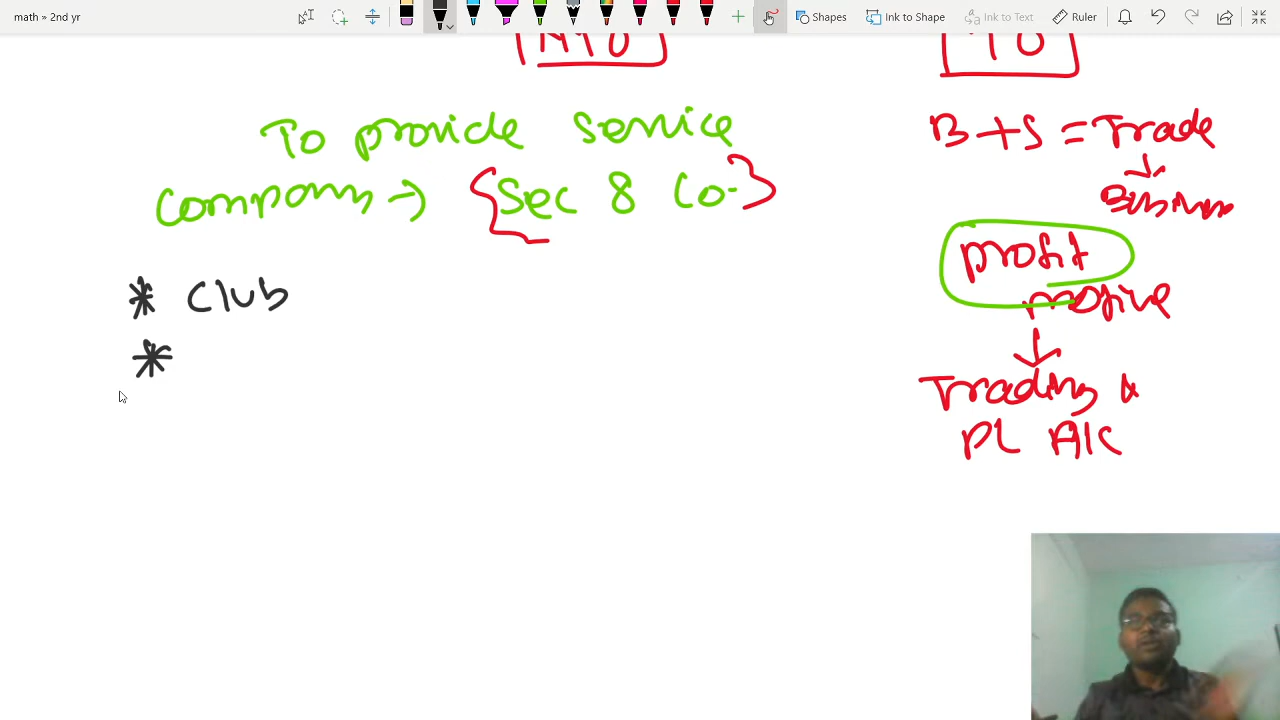 math » 2nd yr
Shapes
Ink to Shape
Ink to Text
Ruler
To provide service
company → {Sec 8 Co.}
* Club
*
B + S = Trade
Business
profit
motive
Trading &
PL A/C